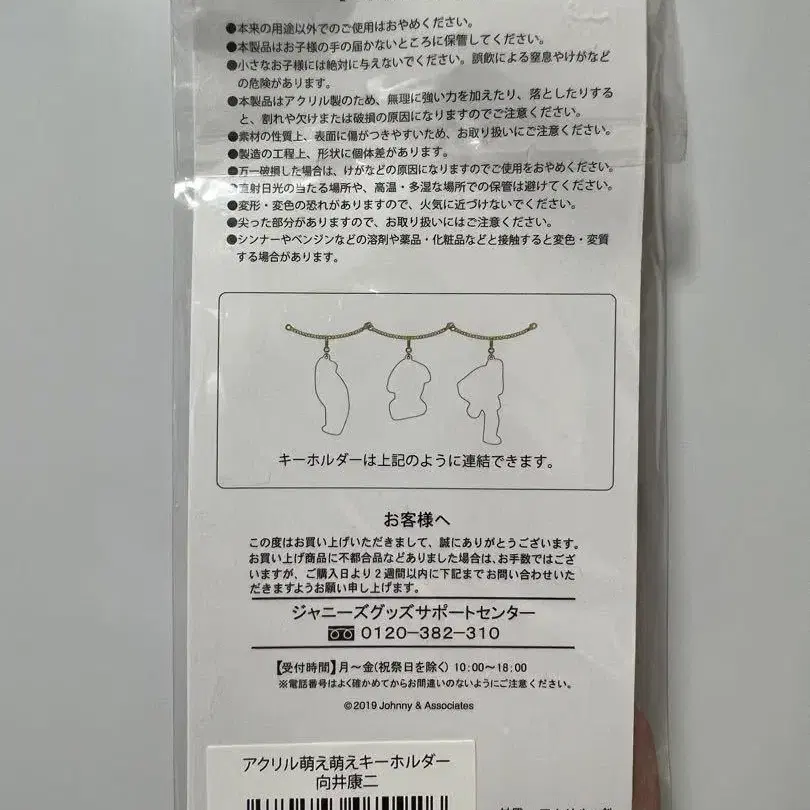 ●本来の用途以外でのご使用はおやめください。
●本製品はお子様の手の届かないところに保管してください。
●小さなお子様には絶対に与えないでください。誤飲による窒息やけがなど
の危険があります。
●本製品はアクリル製のため、無理に強い力を加えたり、落としたりする
と、割れや欠けまたは破損の原因になりますのでご注意ください。
●素材の性質上、表面に傷がつきやすいため、お取り扱いにご注意ください。
●製造の工程上、形状に個体差があります。
●万一破損した場合は、けがなどの原因になりますのでご使用をおやめください。
●直射日光の当たる場所や、高温・多湿な場所での保管は避けてください。
●変形・変色の恐れがありますので、火気に近づけないでください。
●尖った部分がありますので、お取り扱いにはご注意ください。
●シンナーやベンジンなどの溶剤や薬品・化粧品などと接触すると変色・変質
する場合があります。
キーホルダーは上記のように連結できます。
お客様へ
この度はお買い上げいただきまして、誠にありがとうございます。
お買い上げ商品に不都合品などありました場合は、お手数ではござ
いますが、ご購入日より2週間以内に下記までお問い合わせいた
だきますようお願い申し上げます。
ジャニーズグッズサポートセンター
0120-382-310
【受付時間】月〜金(祝祭日を除く) 10:00〜18:00
※電話番号はよく確かめてからお間違いのないようにご注意ください。
©2019 Johnny & Associates
アクリル萌え萌えキーホルダー
向井康二